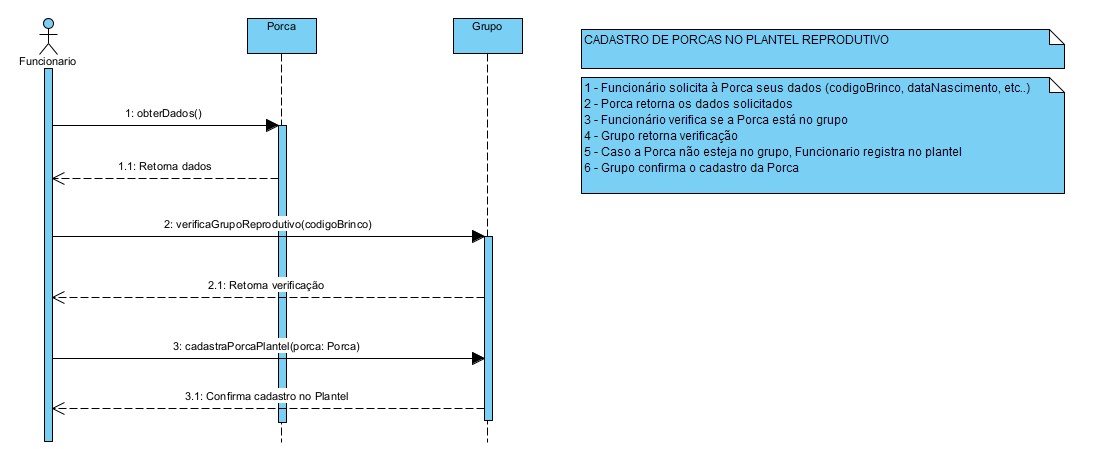 Funcionario
Porca
Grupo
1: obterDados()
1.1: Retorna dados
2: verificaGrupoReprodutivo(codigoBrinco)
2.1: Retorna verificação
3: cadastraPorcaPlantel(porca: Porca)
3.1: Confirma cadastro no Plantel
CADASTRO DE PORCAS NO PLANTEL REPRODUTIVO
1 - Funcionário solicita à Porca seus dados (codigoBrinco, dataNascimento, etc..)
2 - Porca retorna os dados solicitados
3 - Funcionário verifica se a Porca está no grupo
4 - Grupo retorna verificação
5 - Caso a Porca não esteja no grupo, Funcionario registra no plantel
6 - Grupo confirma o cadastro da Porca